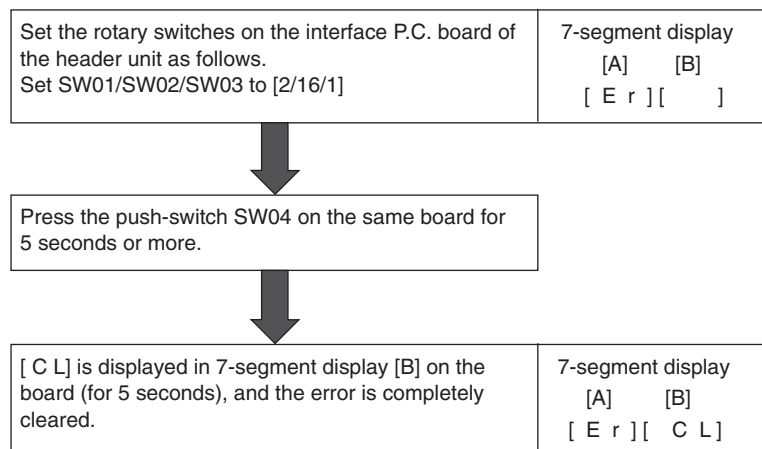 Set the rotary switches on the interface P.C. board of
the header unit as follows.
Set SW01/SW02/SW03 to [2/16/1]
7-segment display
[A] [B]
[ E r ] [ ]
Press the push-switch SW04 on the same board for
5 seconds or more.
[ C L] is displayed in 7-segment display [B] on the
board (for 5 seconds), and the error is completely
cleared.
7-segment display
[A] [B]
[ E r ] [ C L ]